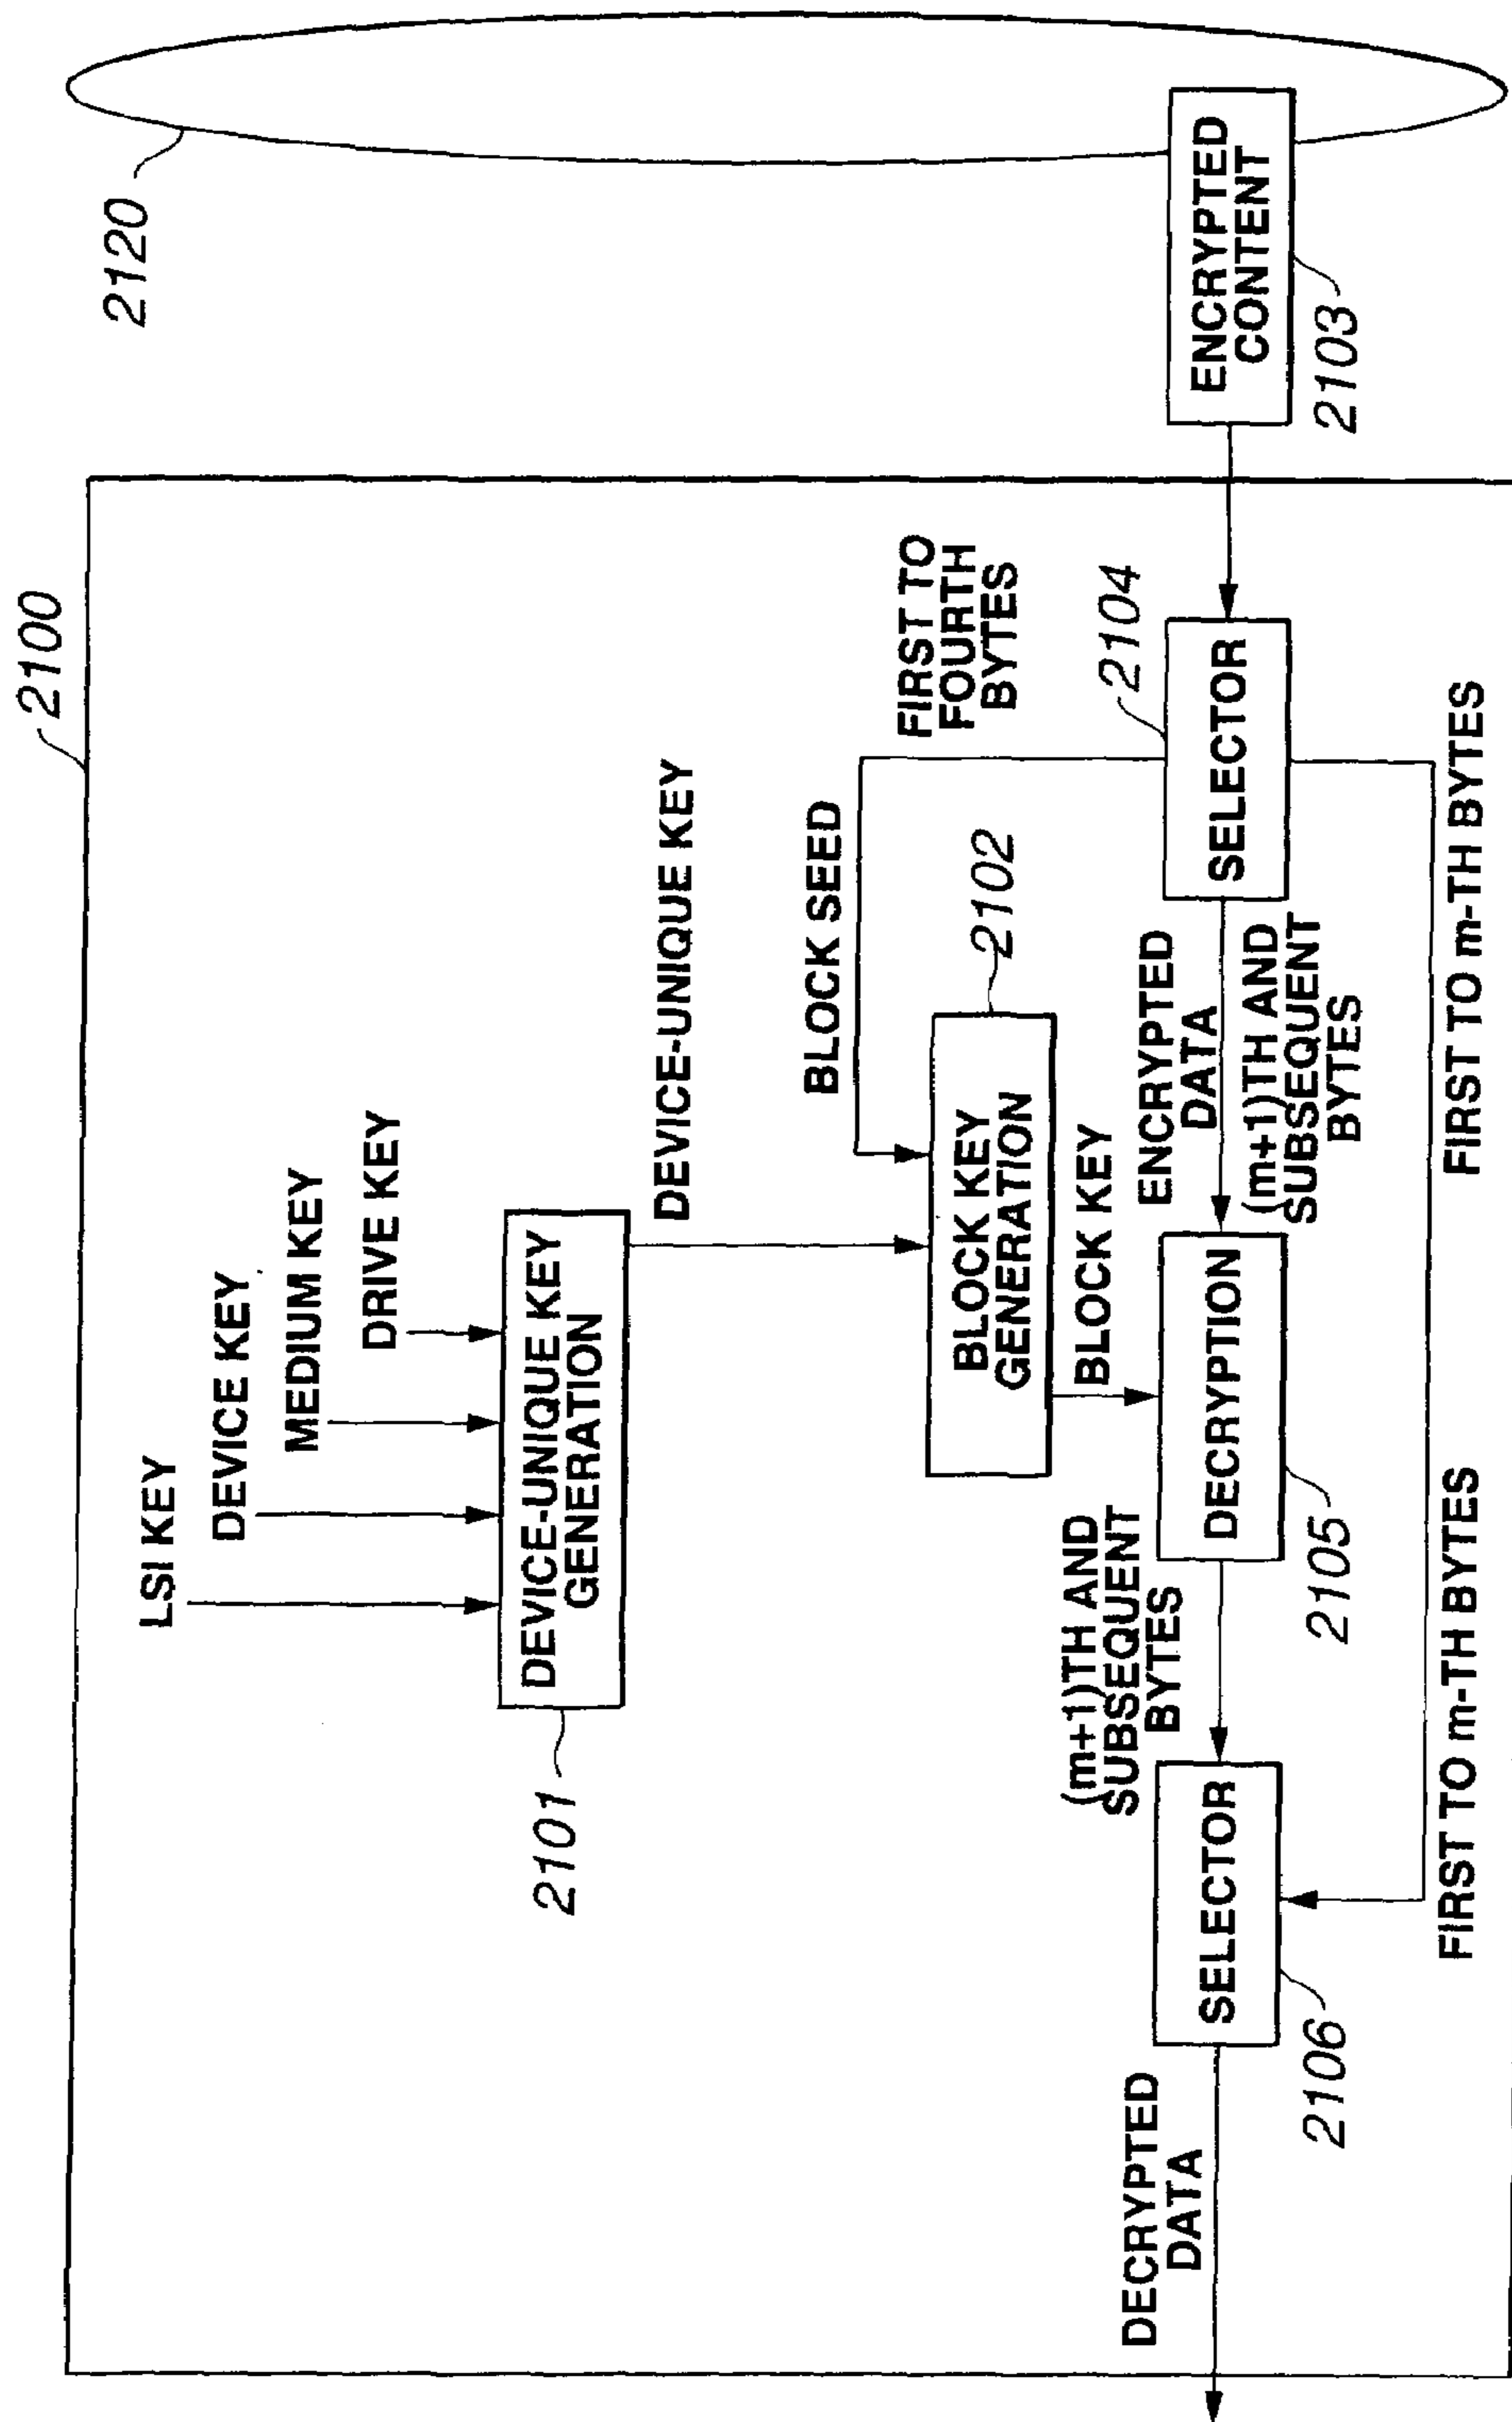 2100
2120
LSI KEY
DEVICE KEY
MEDIUM KEY
DRIVE KEY
DEVICE-UNIQUE KEY
GENERATION
2101
DEVICE-UNIQUE KEY
BLOCK SEED
FIRST TO
FOURTH
BYTES
BLOCK KEY
GENERATION
2102
BLOCK KEY
ENCRYPTED
CONTENT
2103
SELECTOR
2104
ENCRYPTED
DATA
(m+1)TH AND
SUBSEQUENT
BYTES
DECRYPTION
2105
(m+1)TH AND
SUBSEQUENT
BYTES
SELECTOR
2106
DECRYPTED
DATA
FIRST TO m-TH BYTES
FIRST TO m-TH BYTES